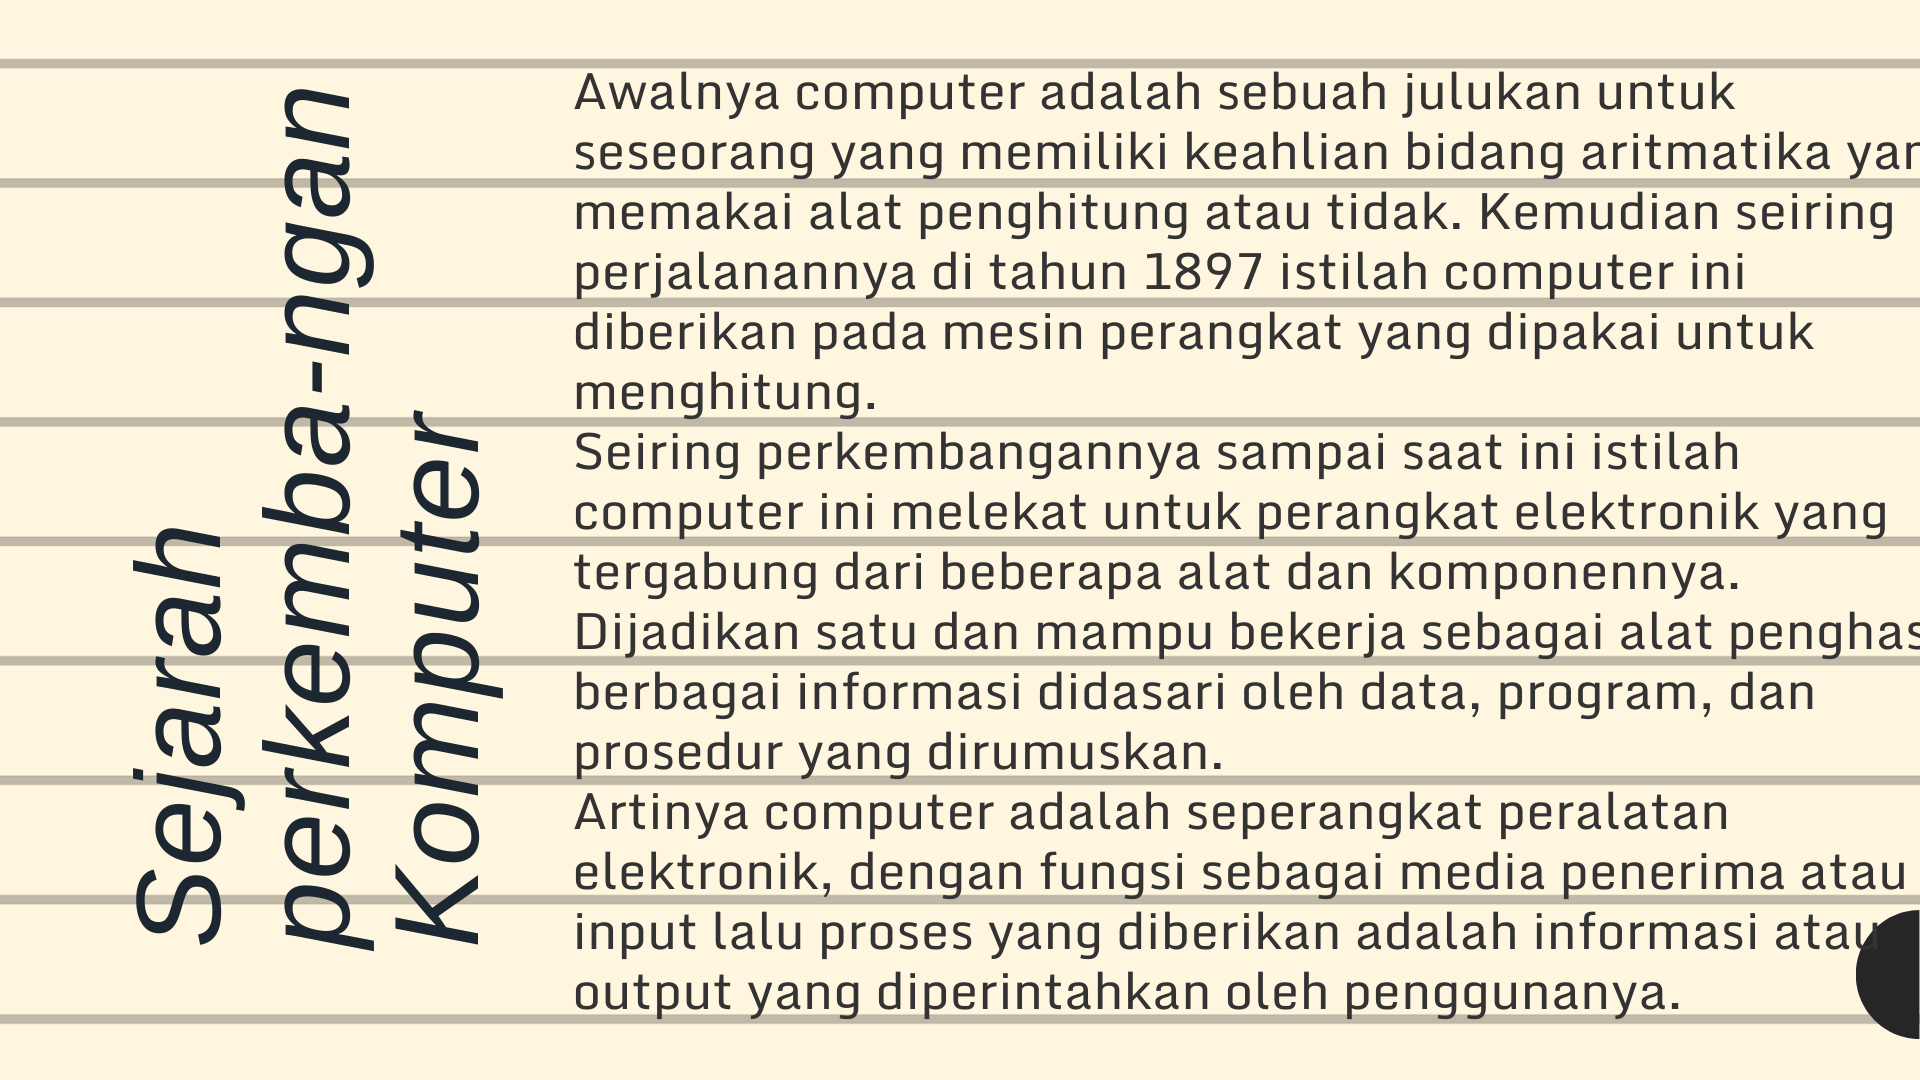 Sejarah
perkemba-ngan
Komputer
Awalnya computer adalah sebuah julukan untuk
seseorang yang memiliki keahlian bidang aritmatika
memakai alat penghitung atau tidak. Kemudian seiring
perjalanannya di tahun 1897 istilah computer ini
diberikan pada mesin perangkat yang dipakai untuk
menghitung.
Seiring perkembangannya sampai saat ini istilah
computer ini melekat untuk perangkat elektronik yang
tergabung dari beberapa alat dan komponennya.
Dijadikan satu dan mampu bekerja sebagai alat
berbagai informasi didasari oleh data, program, dan
prosedur yang dirumuskan.
Artinya computer adalah seperangkat peralatan
elektronik, dengan fungsi sebagai media penerima atau
input lalu proses yang diberikan adalah informasi atau
output yang diperintahkan oleh penggunanya.